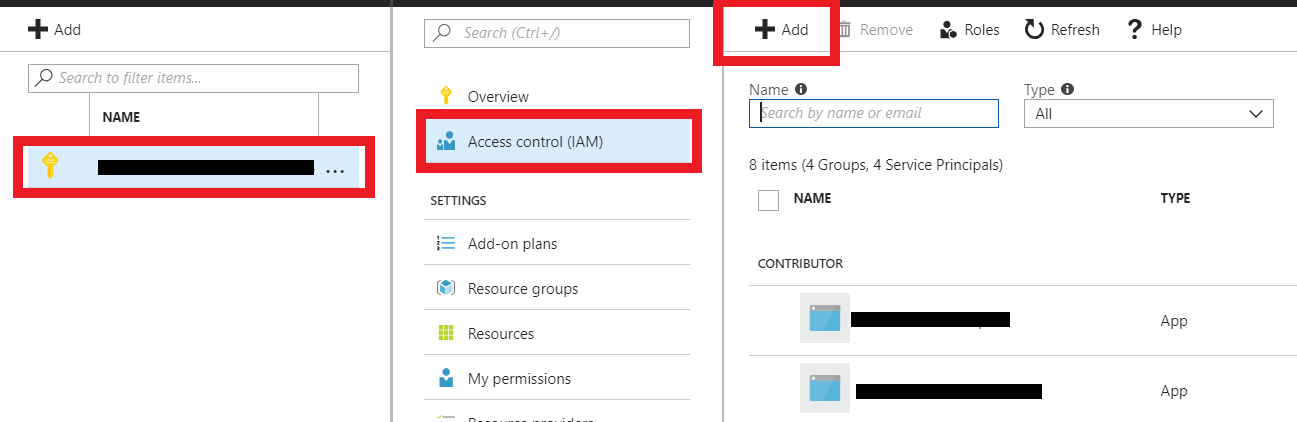 Add
Search to filter items...
NAME
...
Search (Ctrl+/)
Overview
Access control (IAM)
SETTINGS
Add-on plans
Resource groups
Resources
My permissions
Resource providers
Add Remove Roles Refresh Help
Name Type
Search by name or email All
8 items (4 Groups, 4 Service Principals)
NAME TYPE
CONTRIBUTOR
App
App